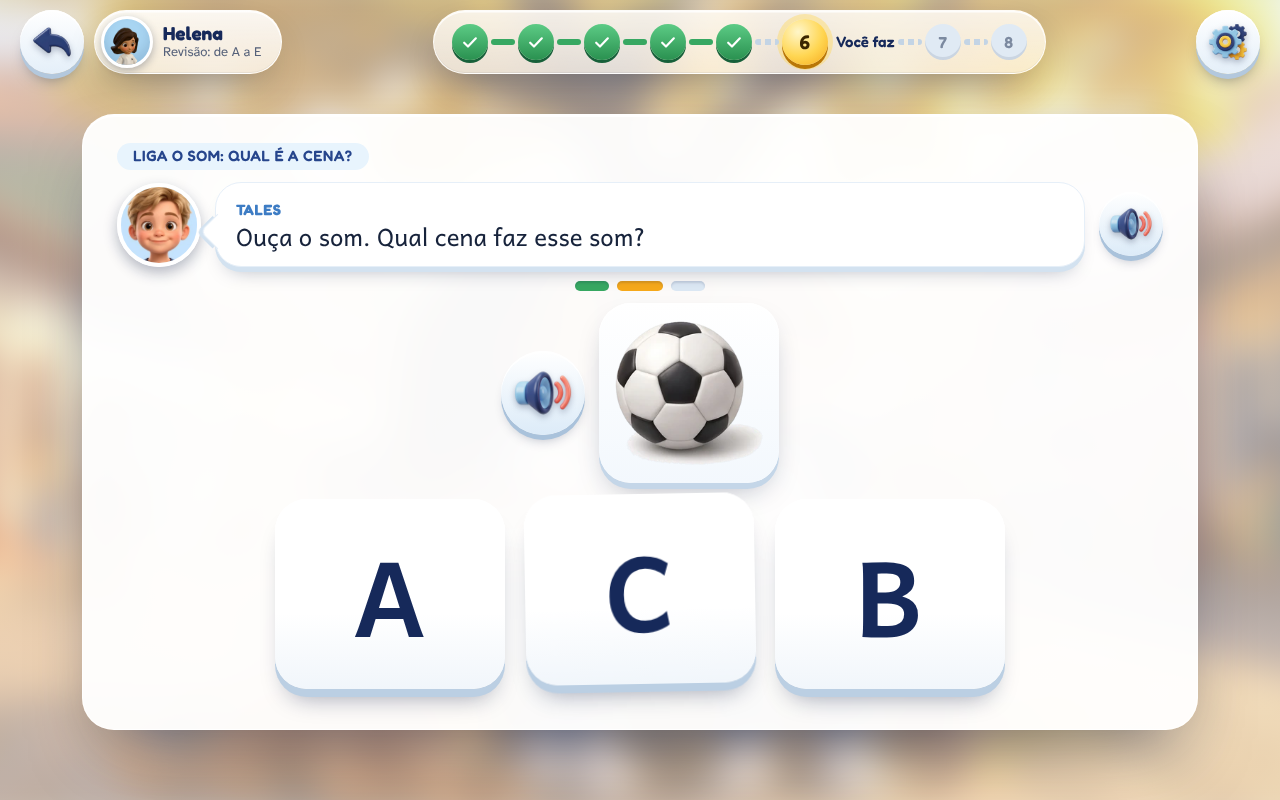 Helena
Revisão: de A a E
6
Você faz
7
8
LIGA O SOM: QUAL É A CENA?
TALES
Ouça o som. Qual cena faz esse som?
A
C
B